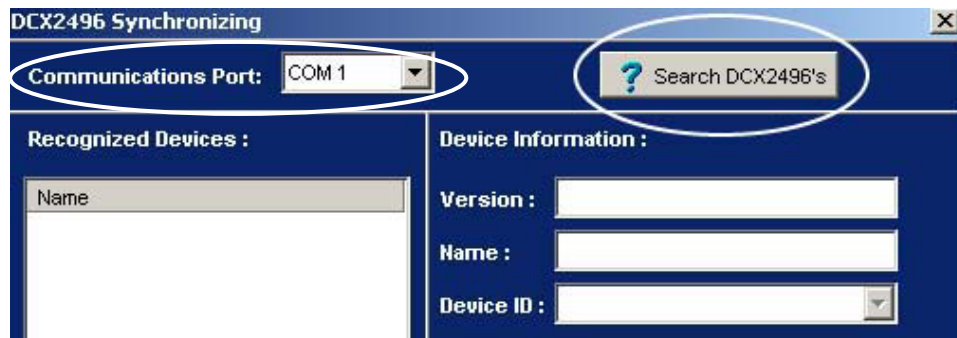 DCX2496 Synchronizing
Communications Port: COM 1
? Search DCX2496's
Recognized Devices :
Name
Device Information :
Version :
Name :
Device ID :